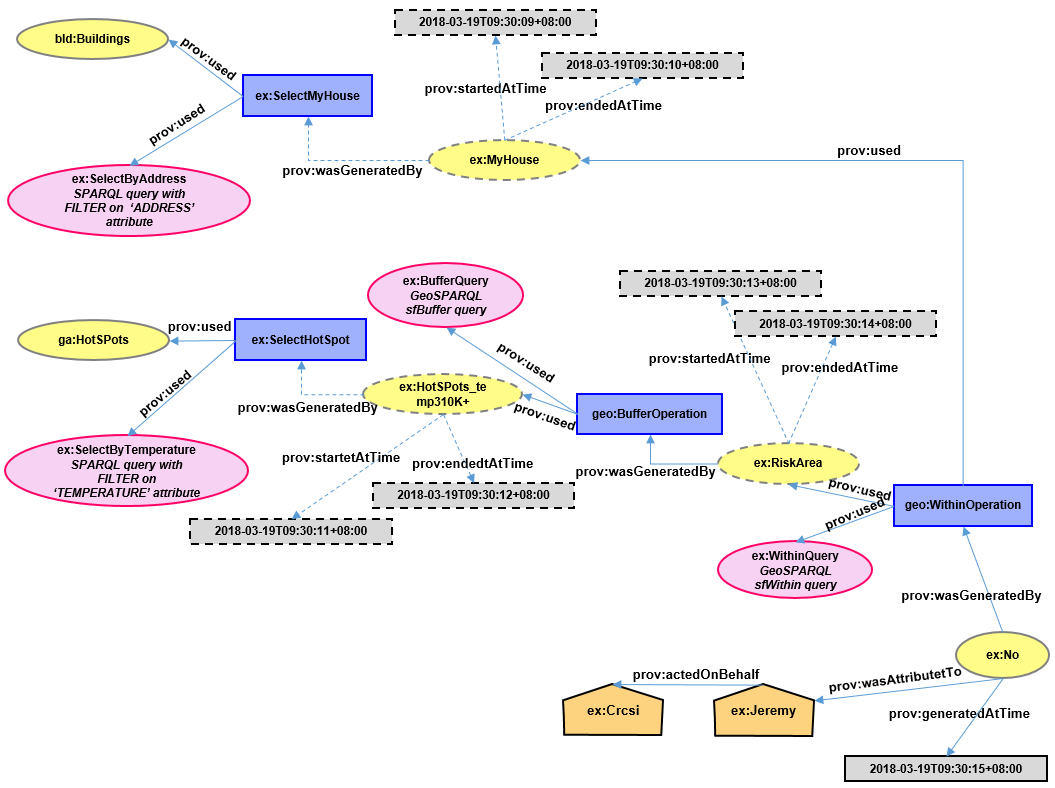 2018-03-19T09:30:09+08:00
bld:Buildings
prov:used
2018-03-19T09:30:10+08:00
ex:SelectMyHouse
prov:startedAtTime
prov:endedAtTime
prov:used
ex:MyHouse
prov:used
prov:wasGeneratedBy
ex:SelectByAddress
SPARQL query with
FILTER on ‘ADDRESS’
attribute
ex:BufferQuery
GeoSPARQL
sfBuffer query
2018-03-19T09:30:13+08:00
2018-03-19T09:30:14+08:00
prov:used
ga:HotSPots
ex:SelectHotSpot
prov:used
prov:startedAtTime
prov:endedAtTime
prov:used
ex:HotSPots_te
mp310K+
prov:wasGeneratedBy
prov:used
geo:BufferOperation
ex:SelectByTemperature
SPARQL query with
FILTER on
‘TEMPERATURE’ attribute
prov:startetAtTime
prov:endedtAtTime
prov:wasGeneratedBy
ex:RiskArea
2018-03-19T09:30:12+08:00
prov:used
geo:WithinOperation
prov:used
2018-03-19T09:30:11+08:00
ex:WithinQuery
GeoSPARQL
sfWithin query
prov:wasGeneratedBy
ex:No
prov:actedOnBehalf
prov:wasAttributetTo
ex:Crcsi
ex:Jeremy
prov:generatedAtTime
2018-03-19T09:30:15+08:00